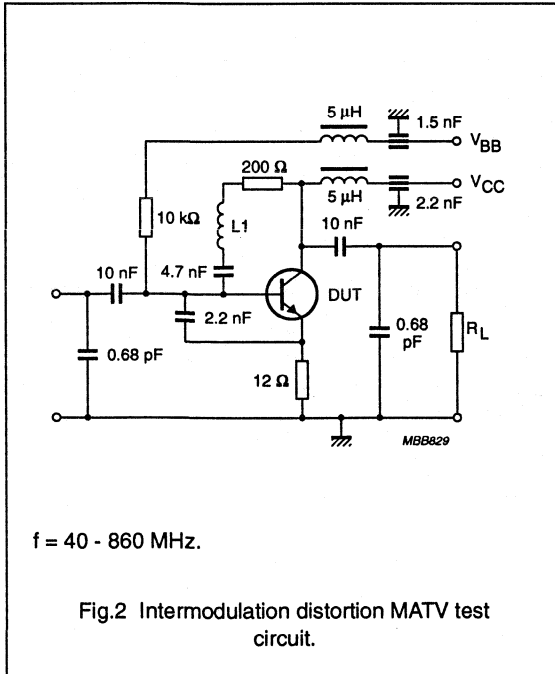 5 µH
1.5 nF
V_BB
200 Ω
5 µH
V_CC
2.2 nF
10 kΩ
L1
10 nF
10 nF
4.7 nF
DUT
2.2 nF
0.68 pF
R_L
0.68 pF
12 Ω
MBB829
f = 40 - 860 MHz.
Fig.2 Intermodulation distortion MATV test
circuit.